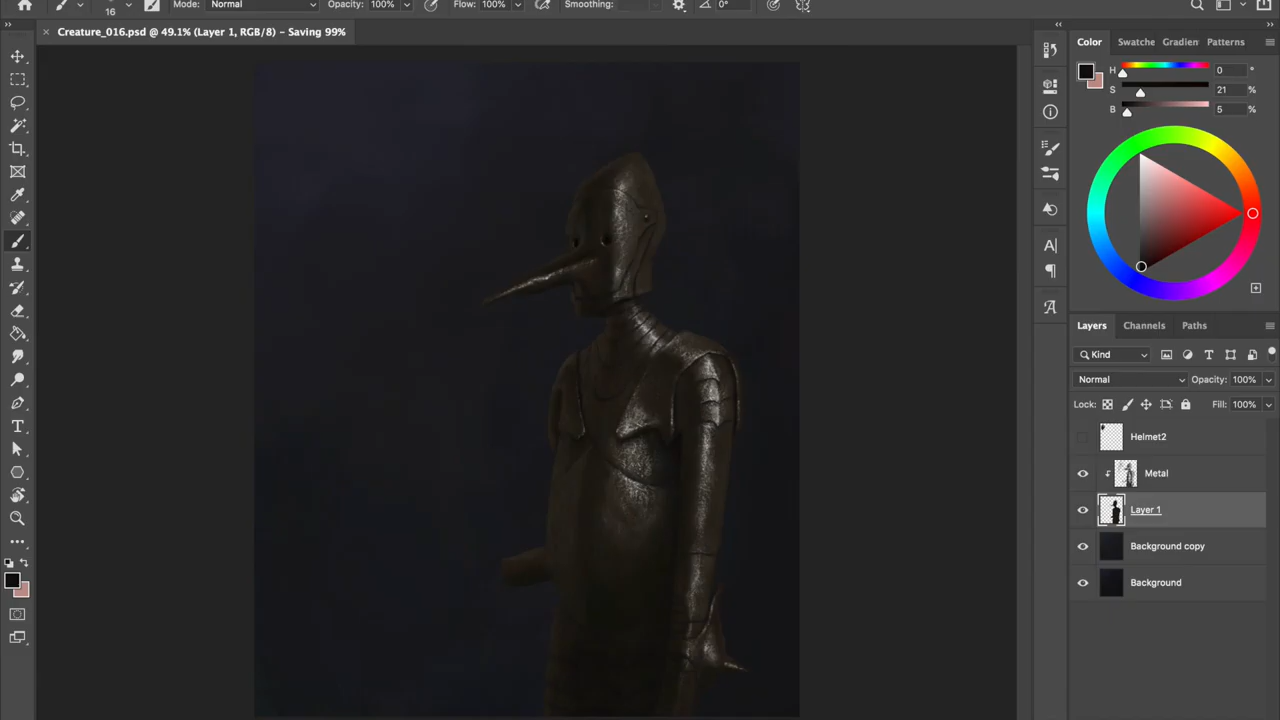 16 Mode: Normal Opacity: 100% Flow: 100% Smoothing: 0°
Creature_016.psd @ 49.1% (Layer 1, RGB/8) – Saving 99%
Color Swatche Gradien Patterns
H 0 °
S 21 %
B 5 %
Layers Channels Paths
Kind
Normal Opacity: 100%
Lock: Fill: 100%
Helmet2
Metal
Layer 1
Background copy
Background